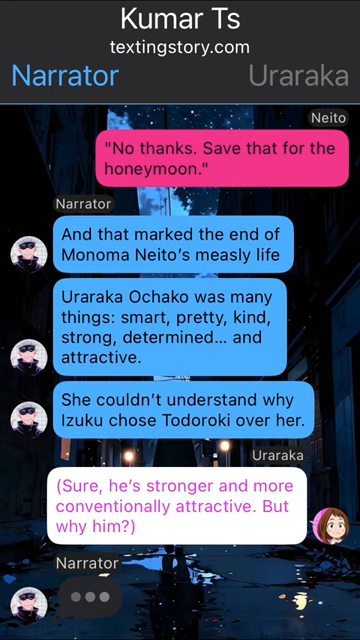 Kumar Ts
textingstory.com
Narrator
Uraraka
Neito
"No thanks. Save that for the
honeymoon."
Narrator
And that marked the end of
Monoma Neito’s measly life
Uraraka Ochako was many
things: smart, pretty, kind,
strong, determined... and
attractive.
She couldn’t understand why
Izuku chose Todoroki over her.
Uraraka
(Sure, he’s stronger and more
conventionally attractive. But
why him?)
Narrator